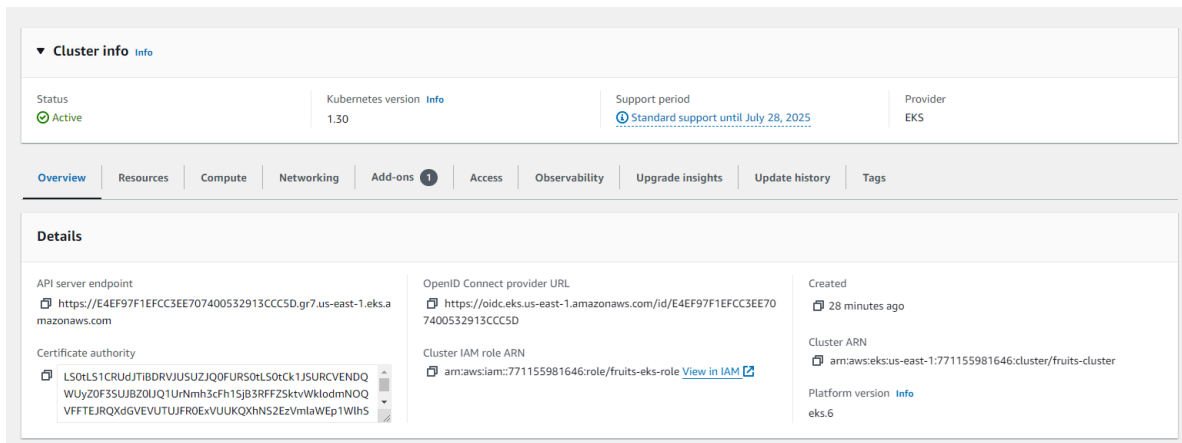 Cluster info Info
Status
Active
Kubernetes version Info
1.30
Support period
Standard support until July 28, 2025
Provider
EKS
Overview
Resources
Compute
Networking
Add-ons 1
Access
Observability
Upgrade insights
Update history
Tags
Details
API server endpoint
https://E4EF97F1EFCC3EE707400532913CCC5D.gr7.us-east-1.eks.a
mazonaws.com
Certificate authority
LS0tLS1CRUdJTiBDRVJUSUZJQ0FURS0tLS0tCk1JSURCVENDQ
WUyZ0F3SUJBZ0lJQ1UrNmh3cFh1SjB3RFFZSktvWklodmNOQ
VFFTEJRQXdGVEVUTUJFR0ExVUUKQXhNS2EzVmlaWEp1WlhS
OpenID Connect provider URL
https://oidc.eks.us-east-1.amazonaws.com/id/E4EF97F1EFCC3EE70
7400532913CCC5D
Cluster IAM role ARN
arn:aws:iam::771155981646:role/fruits-eks-role View in IAM
Created
28 minutes ago
Cluster ARN
arn:aws:eks:us-east-1:771155981646:cluster/fruits-cluster
Platform version Info
eks.6